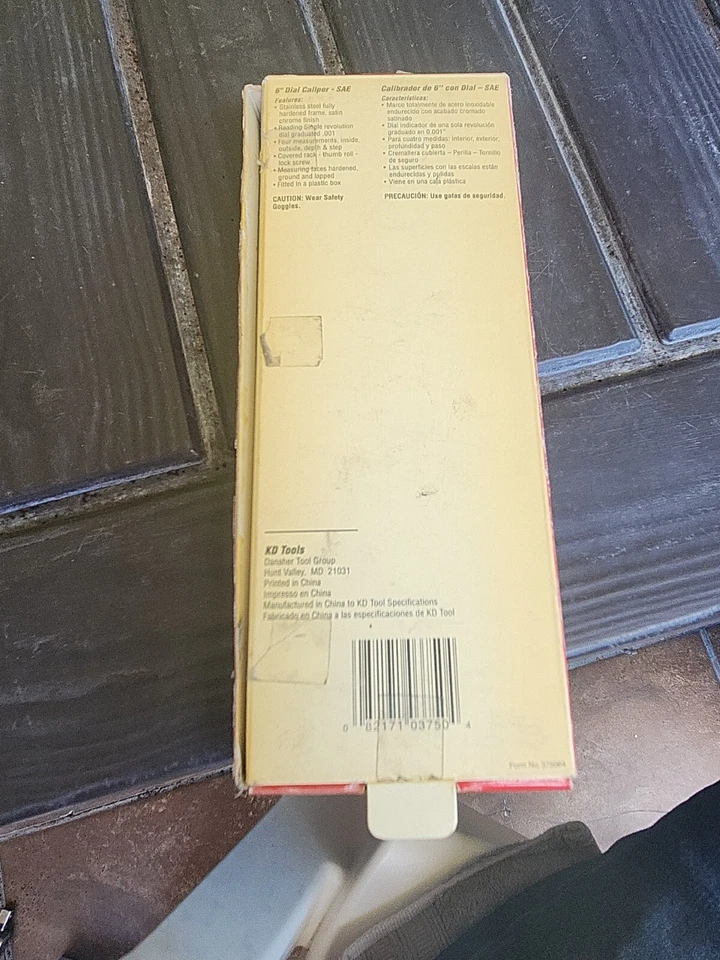 6" Dial Caliper - SAE
Features:
• Stainless steel fully
hardened frame, satin
chrome finish
• Reading Single revolution
dial graduated .001
• Four measurements, inside,
outside, depth & step
• Covered rack - thumb roll -
lock screw
• Measuring faces hardened,
ground and lapped
• Fitted in a plastic box
CAUTION: Wear Safety
Goggles.
Calibrador de 6" con Dial – SAE
Características:
• Marco totalmente de acero inoxidable
endurecido con acabado cromado
satinado
• Dial indicador de una sola revolución
graduado en 0.001"
• Para cuatro medidas: interior, exterior,
profundidad y paso
• Cremallera cubierta – Perilla – Tornillo
de seguro
• Las superficies con las escalas están
endurecidas y pulidas
• Viene en una caja plástica
PRECAUCIÓN: Use gafas de seguridad.
KD Tools
Danaher Tool Group
Hunt Valley, MD 21031
Printed in China
Impresso en China
Manufactured in China to KD Tool Specifications
Fabricado en China a las especificaciones de KD Tool
0 82171 03750 4
Form No.